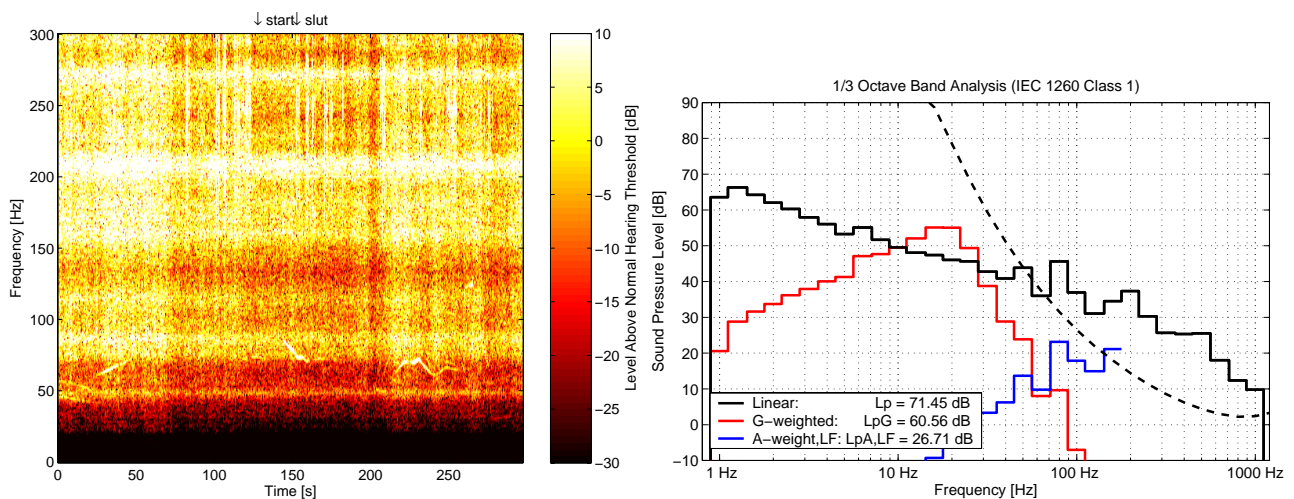 ↓ start↓ slut
300
250
200
150
100
50
0
Frequency [Hz]
0 50 100 150 200 250
Time [s]
10
5
0
−5
−10
−15
−20
−25
−30
Level Above Normal Hearing Threshold [dB]
1/3 Octave Band Analysis (IEC 1260 Class 1)
90
80
70
60
50
40
30
20
10
0
−10
Sound Pressure Level [dB]
Linear: Lp = 71.45 dB
G−weighted: LpG = 60.56 dB
A−weight,LF: LpA,LF = 26.71 dB
1 Hz 10 Hz 100 Hz 1000 Hz
Frequency [Hz]